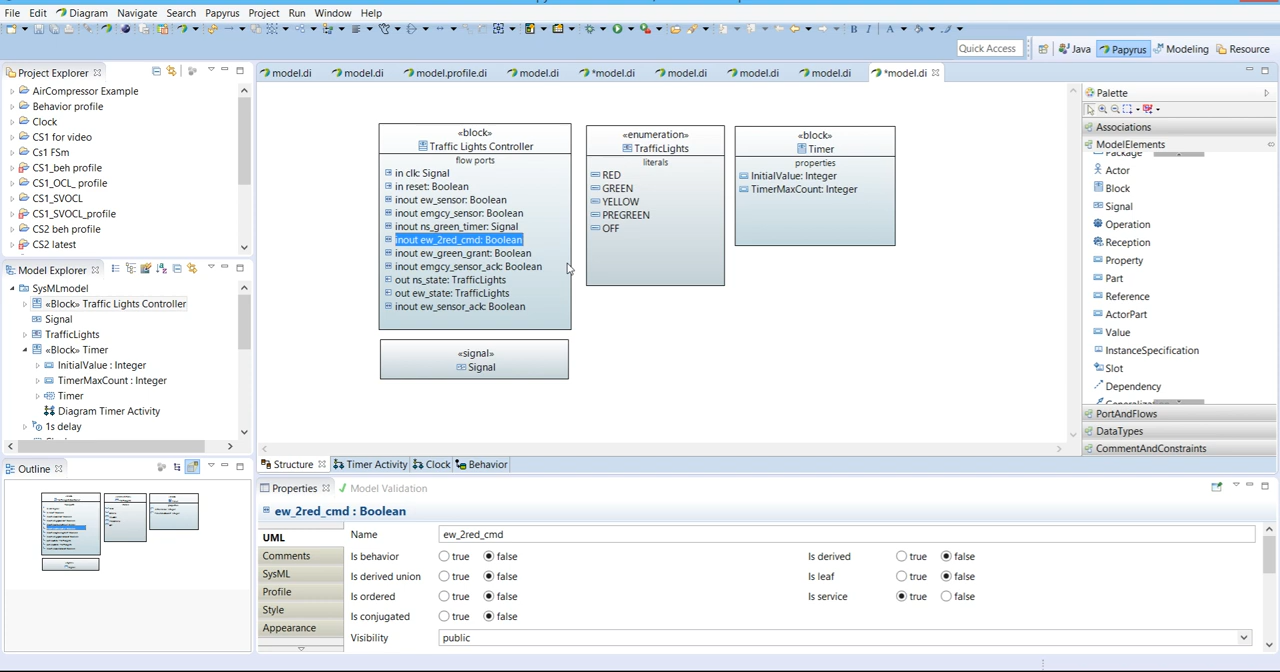 File Edit Diagram Navigate Search Papyrus Project Run Window Help
Quick Access Java Papyrus Modeling Resource
Project Explorer
AirCompressor Example
Behavior profile
Clock
CS1 for video
Cs1 FSm
CS1_beh profile
CS1_OCL_ profile
CS1_SVOCL
CS1_SVOCL_profile
CS2 beh profile
CS2 latest
Model Explorer
SysMLmodel
«Block» Traffic Lights Controller
Signal
TrafficLights
«Block» Timer
InitialValue : Integer
TimerMaxCount : Integer
Timer
Diagram Timer Activity
1s delay
Outline
model.di model.di model.profile.di model.di *model.di model.di model.di model.di *model.di
«block»
Traffic Lights Controller
flow ports
in clk: Signal
in reset: Boolean
inout ew_sensor: Boolean
inout emgcy_sensor: Boolean
inout ns_green_timer: Signal
inout ew_2red_cmd: Boolean
inout ew_green_grant: Boolean
inout emgcy_sensor_ack: Boolean
out ns_state: TrafficLights
out ew_state: TrafficLights
inout ew_sensor_ack: Boolean
«signal»
Signal
«enumeration»
TrafficLights
literals
RED
GREEN
YELLOW
PREGREEN
OFF
«block»
Timer
properties
InitialValue: Integer
TimerMaxCount: Integer
Palette
Associations
ModelElements
Package
Actor
Block
Signal
Operation
Reception
Property
Part
Reference
ActorPart
Value
InstanceSpecification
Slot
Dependency
PortAndFlows
DataTypes
CommentAndConstraints
Structure Timer Activity Clock Behavior
Properties Model Validation
ew_2red_cmd : Boolean
UML
Comments
SysML
Profile
Style
Appearance
Name ew_2red_cmd
Is behavior true false Is derived true false
Is derived union true false Is leaf true false
Is ordered true false Is service true false
Is conjugated true false
Visibility public